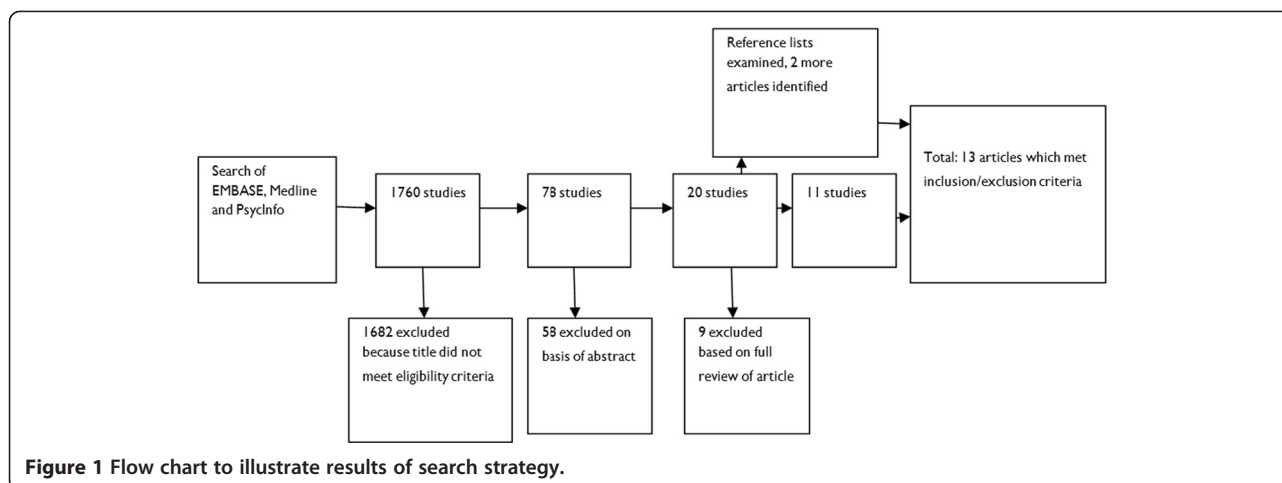 Reference lists
examined, 2 more
articles identified
Search of
EMBASE, Medline
and PsycInfo
1760 studies
78 studies
20 studies
11 studies
Total: 13 articles which met
inclusion/exclusion criteria
1682 excluded
because title did not
meet eligibility criteria
58 excluded on
basis of abstract
9 excluded
based on full
review of article
Figure 1 Flow chart to illustrate results of search strategy.